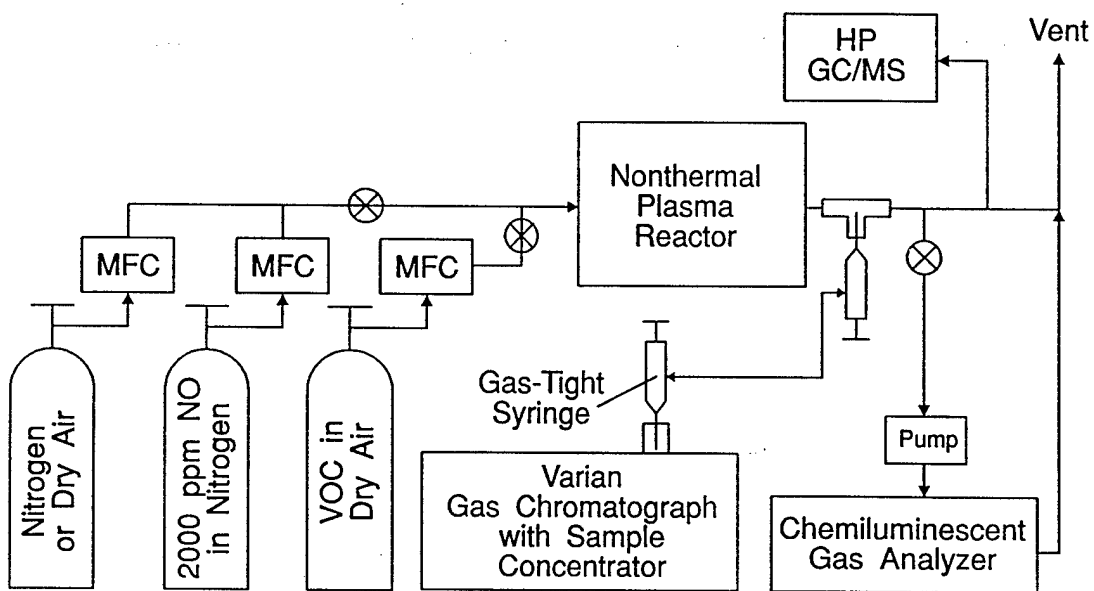 HP
GC/MS
Vent
Nonthermal
Plasma
Reactor
MFC
MFC
MFC
Gas-Tight
Syringe
Pump
Nitrogen
or Dry Air
2000 ppm NO
in Nitrogen
VOC in
Dry Air
Varian
Gas Chromatograph
with Sample
Concentrator
Chemiluminescent
Gas Analyzer